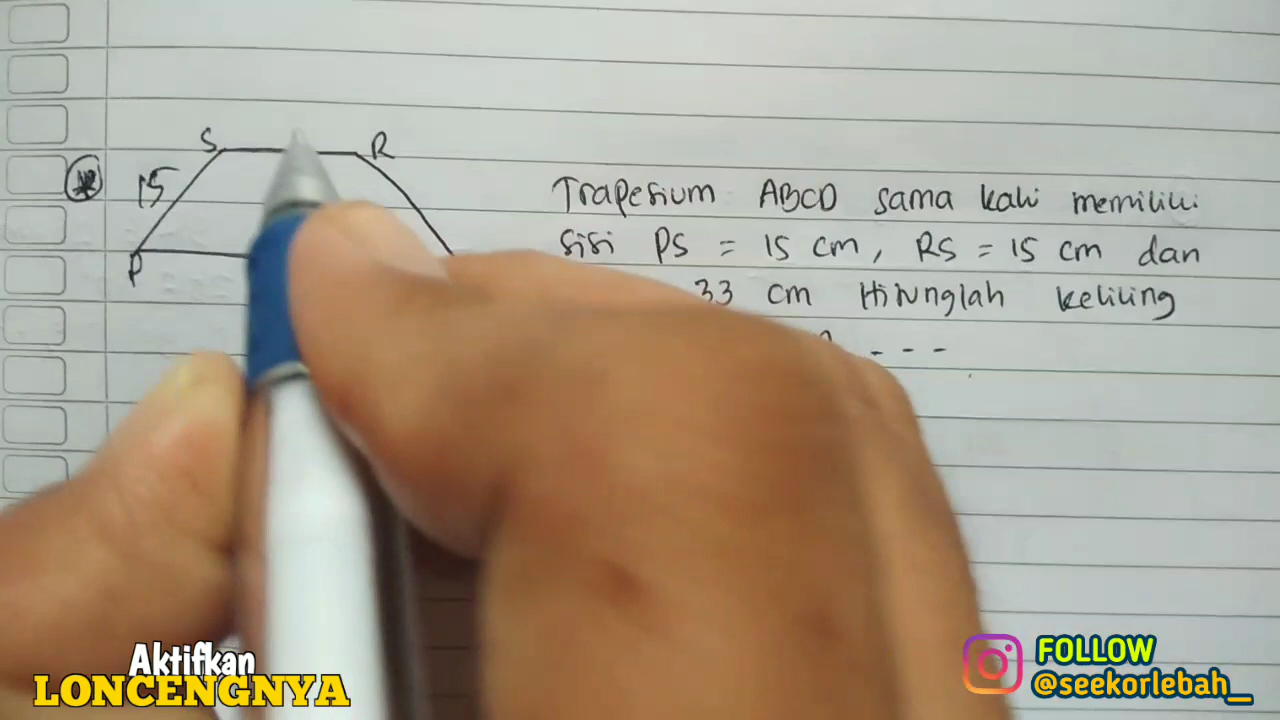 S R
15
P
Trapesium ABCD sama kaki memiliki
sisi PS = 15 cm, RS = 15 cm dan
33 cm Hitunglah keliling
- - -
Aktifkan
LONCENGNYA
FOLLOW
@seekorlebah_